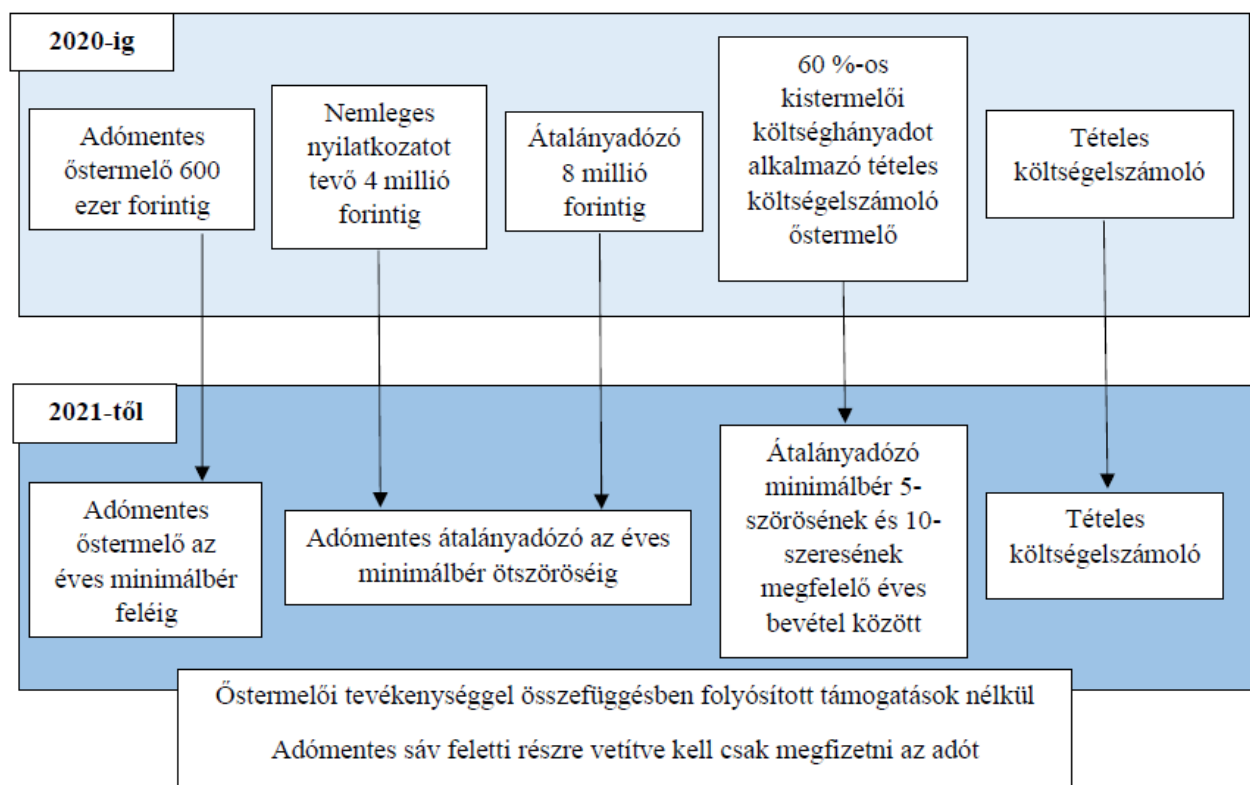 2020-ig
Adómentes
őstermelő 600
ezer forintig
Nemleges
nyilatkozatot
tevő 4 millió
forintig
Átalányadózó
8 millió
forintig
60 %-os
kistermelői
költséghányadot
alkalmazó tételes
költségelszámoló
őstermelő
Tételes
költségelszámoló
2021-től
Adómentes
őstermelő az
éves minimálbér
feléig
Adómentes átalányadózó az éves
minimálbér ötszöröséig
Átalányadózó
minimálbér 5-
szörösének és 10-
szeresének
megfelelő éves
bevétel között
Tételes
költségelszámoló
Őstermelői tevékenységgel összefüggésben folyósított támogatások nélkül
Adómentes sáv feletti részre vetítve kell csak megfizetni az adót